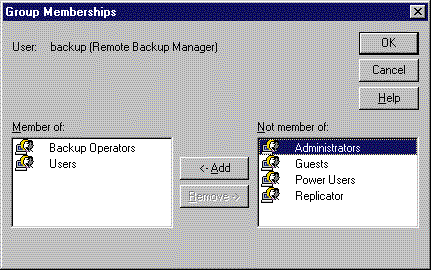 Group Memberships
User: backup (Remote Backup Manager)
OK
Cancel
Help
Member of:
Not member of:
Backup Operators
Users
<- Add
Remove ->
Administrators
Guests
Power Users
Replicator